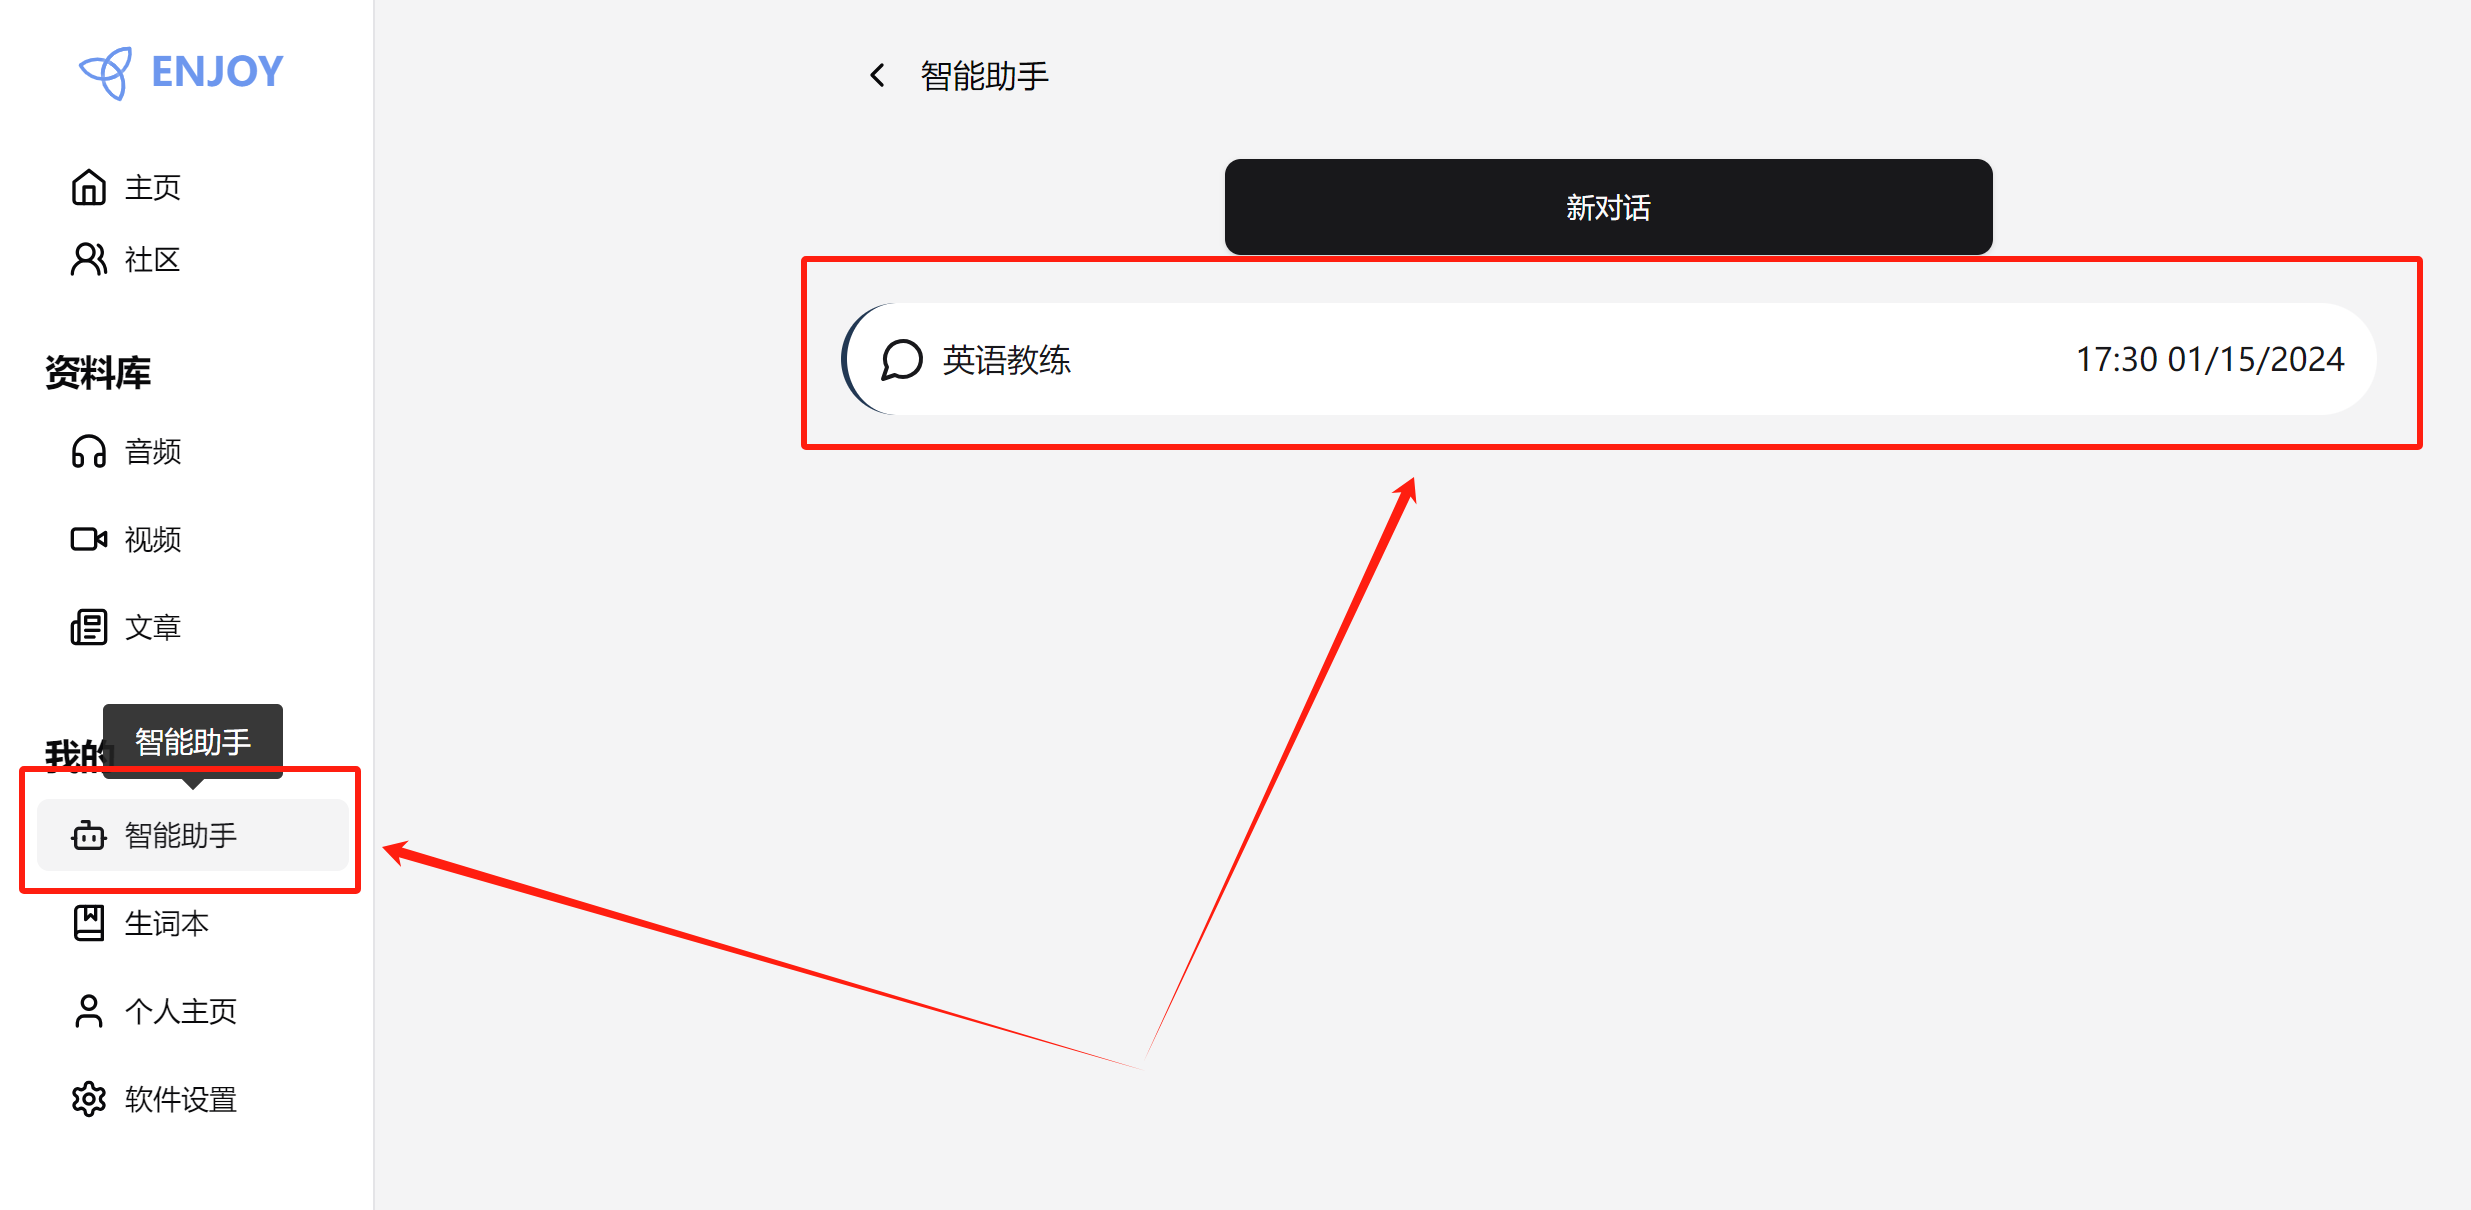 ENJOY
主页
社区
资料库
音频
视频
文章
我的
智能助手
智能助手
生词本
个人主页
软件设置
智能助手
新对话
英语教练
17:30 01/15/2024